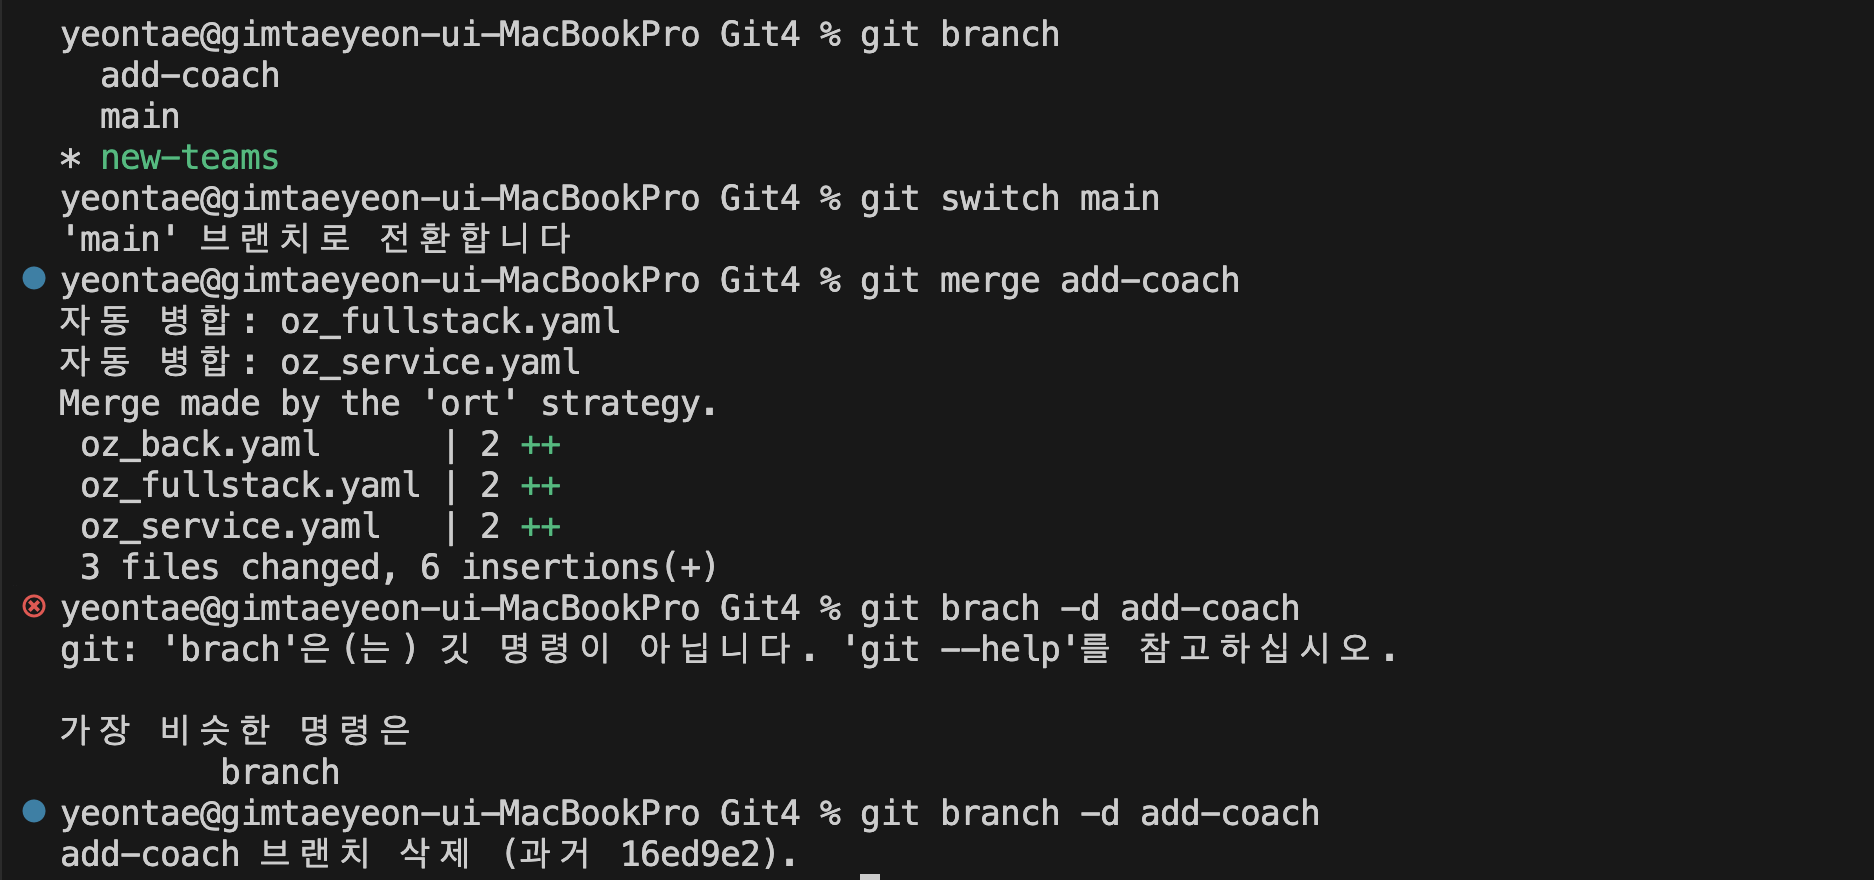 yeontae@gimtaeyeon-ui-MacBookPro Git4 % git branch
  add-coach
  main
* new-teams
yeontae@gimtaeyeon-ui-MacBookPro Git4 % git switch main
'main' 브랜치로 전환합니다
yeontae@gimtaeyeon-ui-MacBookPro Git4 % git merge add-coach
자동 병합: oz_fullstack.yaml
자동 병합: oz_service.yaml
Merge made by the 'ort' strategy.
 oz_back.yaml      | 2 ++
 oz_fullstack.yaml | 2 ++
 oz_service.yaml   | 2 ++
 3 files changed, 6 insertions(+)
yeontae@gimtaeyeon-ui-MacBookPro Git4 % git brach -d add-coach
git: 'brach'은(는) 깃 명령이 아닙니다. 'git --help'를 참고하십시오.

가장 비슷한 명령은
        branch
yeontae@gimtaeyeon-ui-MacBookPro Git4 % git branch -d add-coach
add-coach 브랜치 삭제 (과거 16ed9e2).